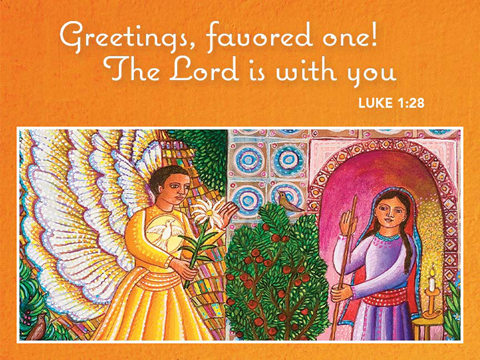 Greetings, favored one!
The Lord is with you
LUKE 1:28